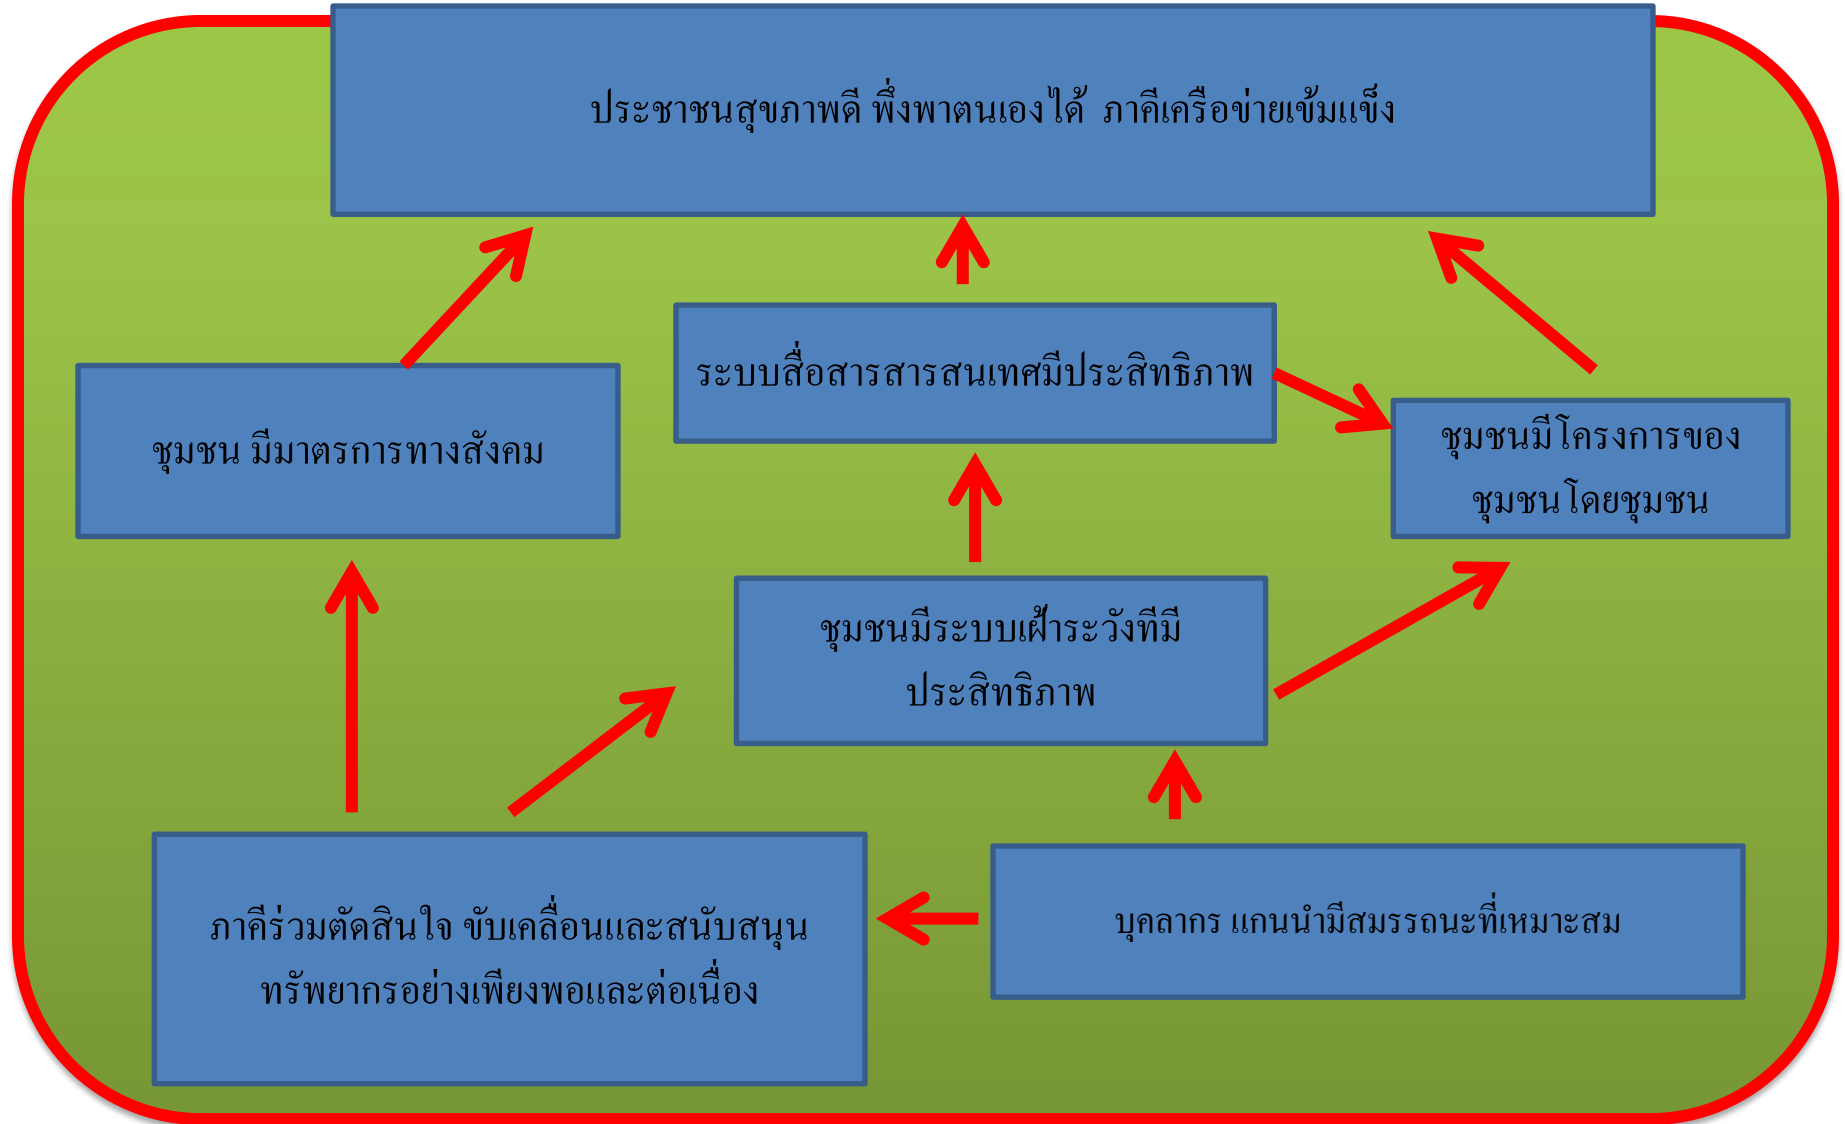 ประชาชนสุขภาพดี พึ่งพาตนเองได้ ภาคีเครือข่ายเข้มแข็ง
ระบบสื่อสารสารสนเทศมีประสิทธิภาพ
ชุมชน มีมาตรการทางสังคม
ชุมชนมีโครงการของ
ชุมชนโดยชุมชน
ชุมชนมีระบบเฝ้าระวังทีมี
ประสิทธิภาพ
ภาคีร่วมตัดสินใจ ขับเคลื่อนและสนับสนุน
ทรัพยากรอย่างเพียงพอและต่อเนื่อง
บุคลากร แกนนำมีสมรรถนะที่เหมาะสม